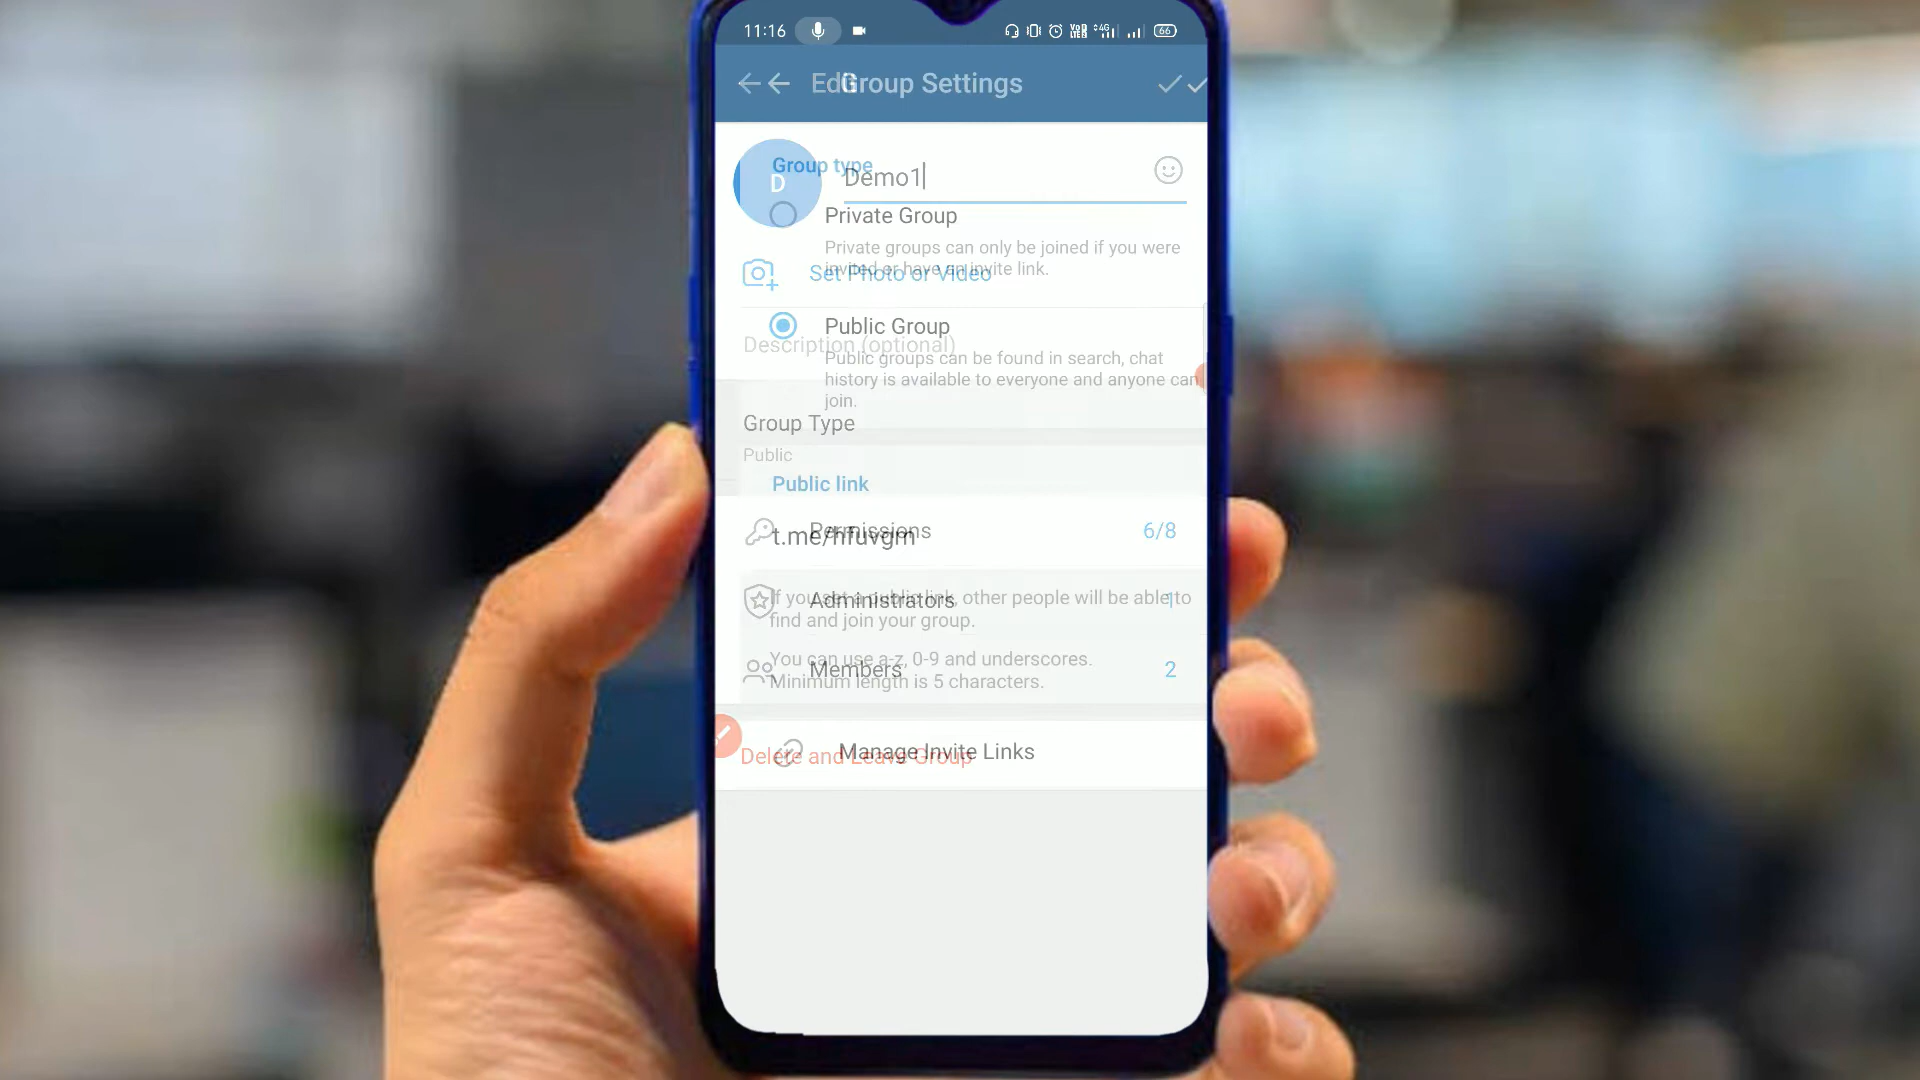 11:16
66
Edi
Group Settings
Group type
D
Demo1
Private Group
Private groups can only be joined if you were
invited or have an invite link.
Set Photo or Video
Public Group
Description (optional)
Public groups can be found in search, chat
history is available to everyone and anyone can
join.
Group Type
Public
Public link
Permissions
6/8
t.me/hfuvgm
Administrators
1
If you set a public link, other people will be able to
find and join your group.
You can use a-z, 0-9 and underscores.
Members
2
Minimum length is 5 characters.
Manage Invite Links
Delete and Leave Group